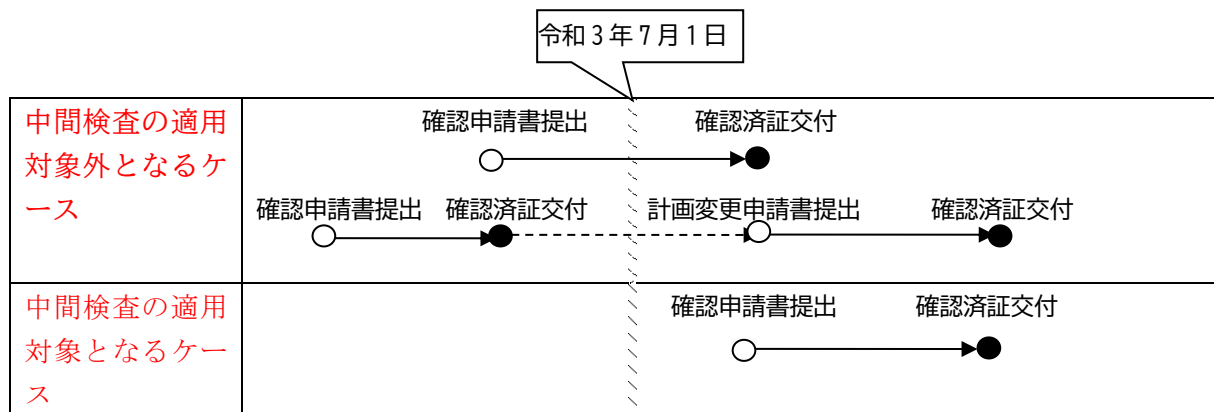 令和３年７月１日
中間検査の適用
対象外となるケ
ース
確認申請書提出 確認済証交付
確認申請書提出 確認済証交付 計画変更申請書提出 確認済証交付
中間検査の適用
対象となるケー
ス
確認申請書提出 確認済証交付